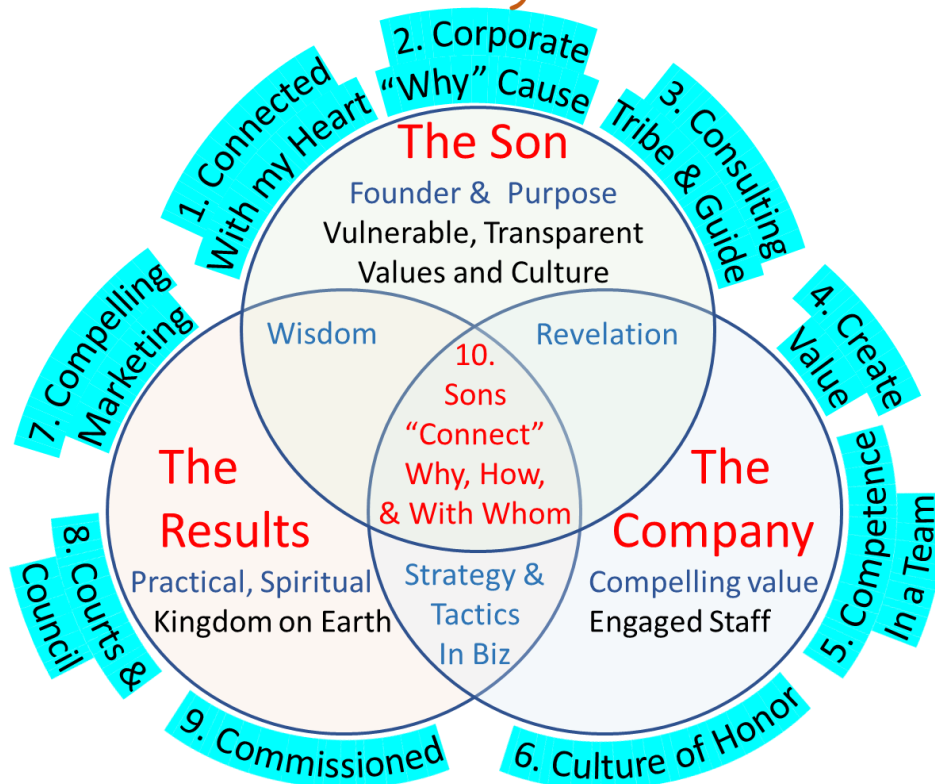 1. Connected
With my Heart
2. Corporate
“Why” Cause
3. Consulting
Tribe & Guide
4. Create
Value
5. Competence
In a Team
6. Culture of Honor
7. Compelling
Marketing
8. Courts &
Council
9. Commissioned
The Son
Founder & Purpose
Vulnerable, Transparent
Values and Culture
Wisdom
Revelation
10.
Sons
“Connect”
Why, How,
& With Whom
The
Results
Practical, Spiritual
Kingdom on Earth
Strategy &
Tactics
In Biz
The
Company
Compelling value
Engaged Staff